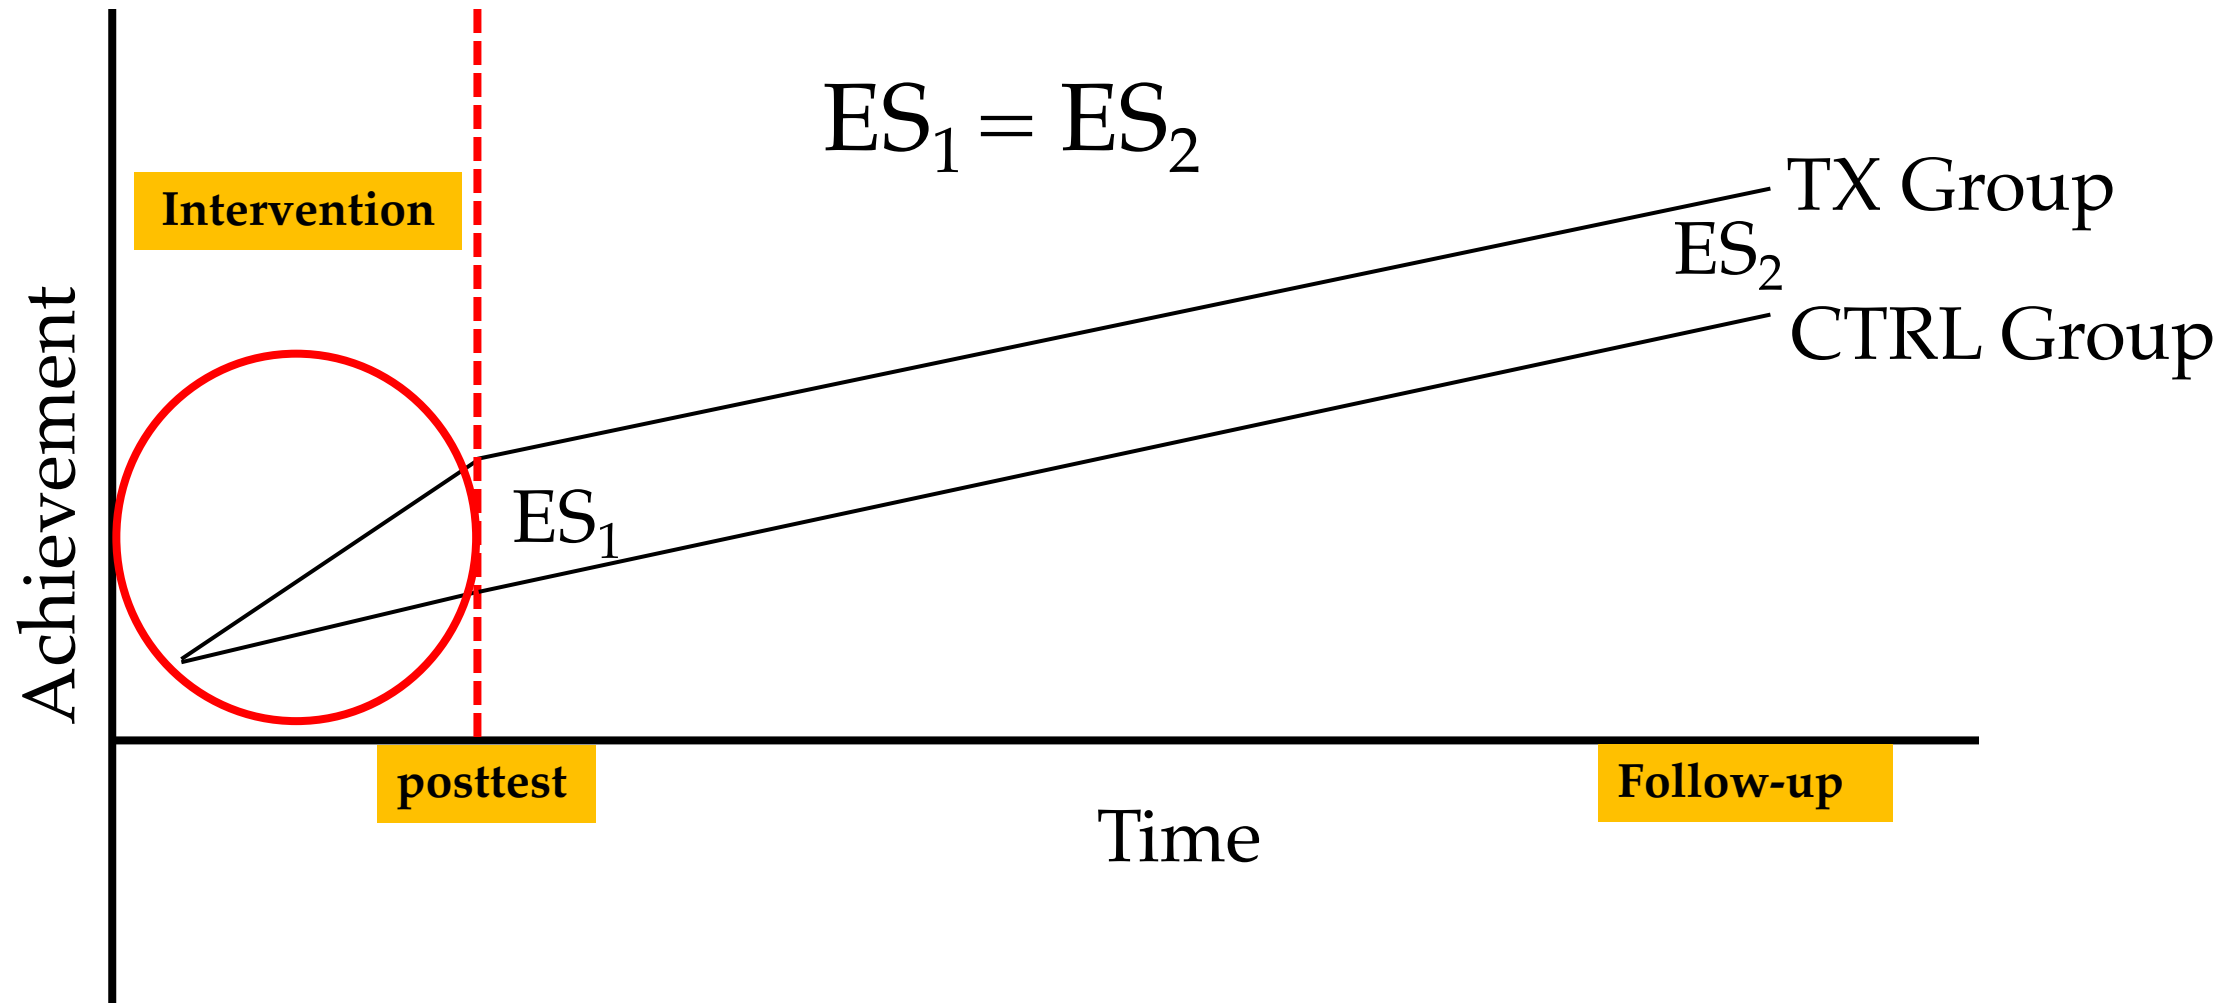 ES₁ = ES₂
Intervention
TX Group
ES₂
CTRL Group
Achievement
ES₁
posttest
Follow-up
Time